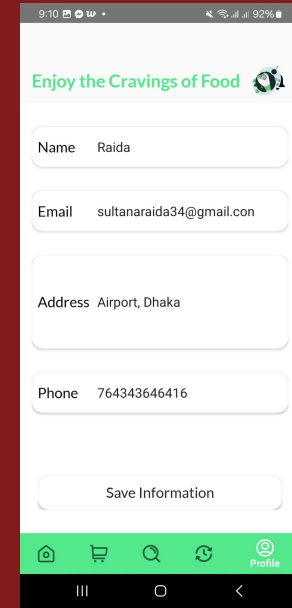 9:10
92%
Enjoy the Cravings of Food
Name Raida
Email sultanaraida34@gmail.con
Address Airport, Dhaka
Phone 764343646416
Save Information
Profile